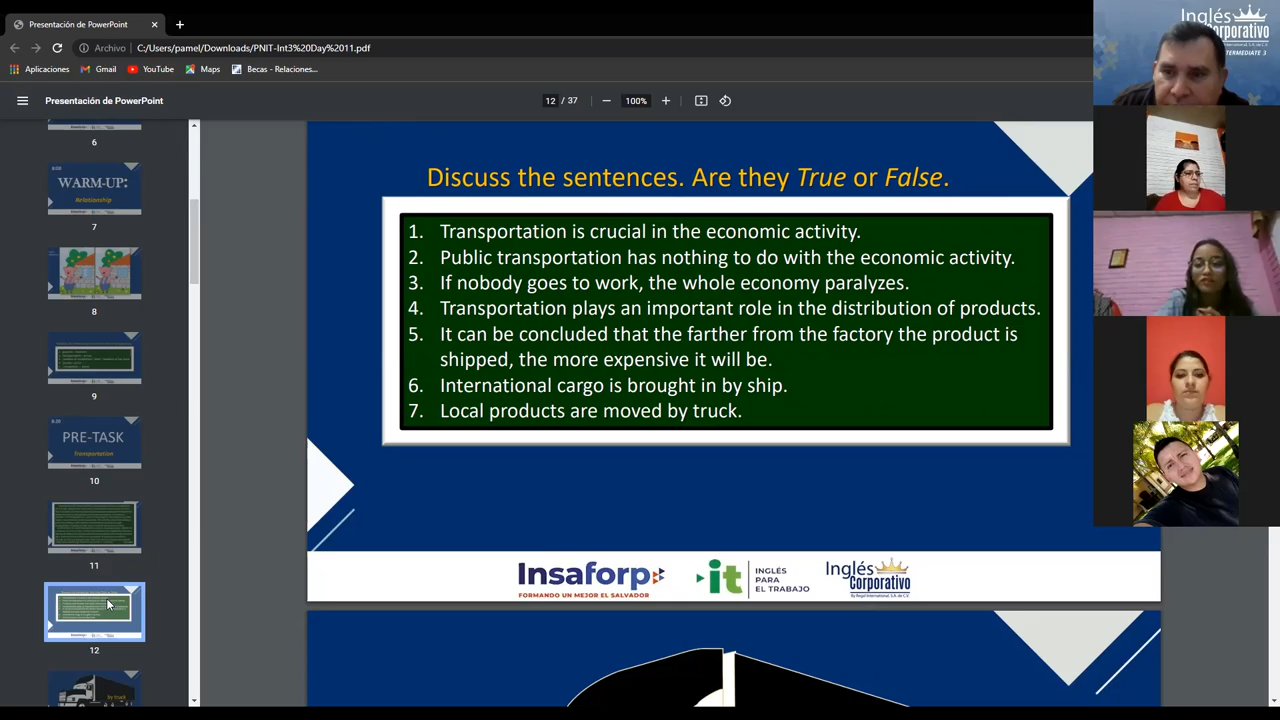 Presentación de PowerPoint
Archivo C:/Users/pamel/Downloads/PNIT-Int3%20Day%2011.pdf
Aplicaciones Gmail YouTube Maps Becas - Relaciones...
Presentación de PowerPoint 12 / 37 100%
6
WARM-UP:
Relationship
7
8
9
PRE-TASK
Transportation
10
11
12
by truck
Discuss the sentences. Are they True or False.
1. Transportation is crucial in the economic activity.
2. Public transportation has nothing to do with the economic activity.
3. If nobody goes to work, the whole economy paralyzes.
4. Transportation plays an important role in the distribution of products.
5. It can be concluded that the farther from the factory the product is
shipped, the more expensive it will be.
6. International cargo is brought in by ship.
7. Local products are moved by truck.
Insaforp
FORMANDO UN MEJOR EL SALVADOR
it INGLÉS
PARA
EL TRABAJO
Inglés
Corporativo
Inglés
Corporativo
INTERMEDIATE 3